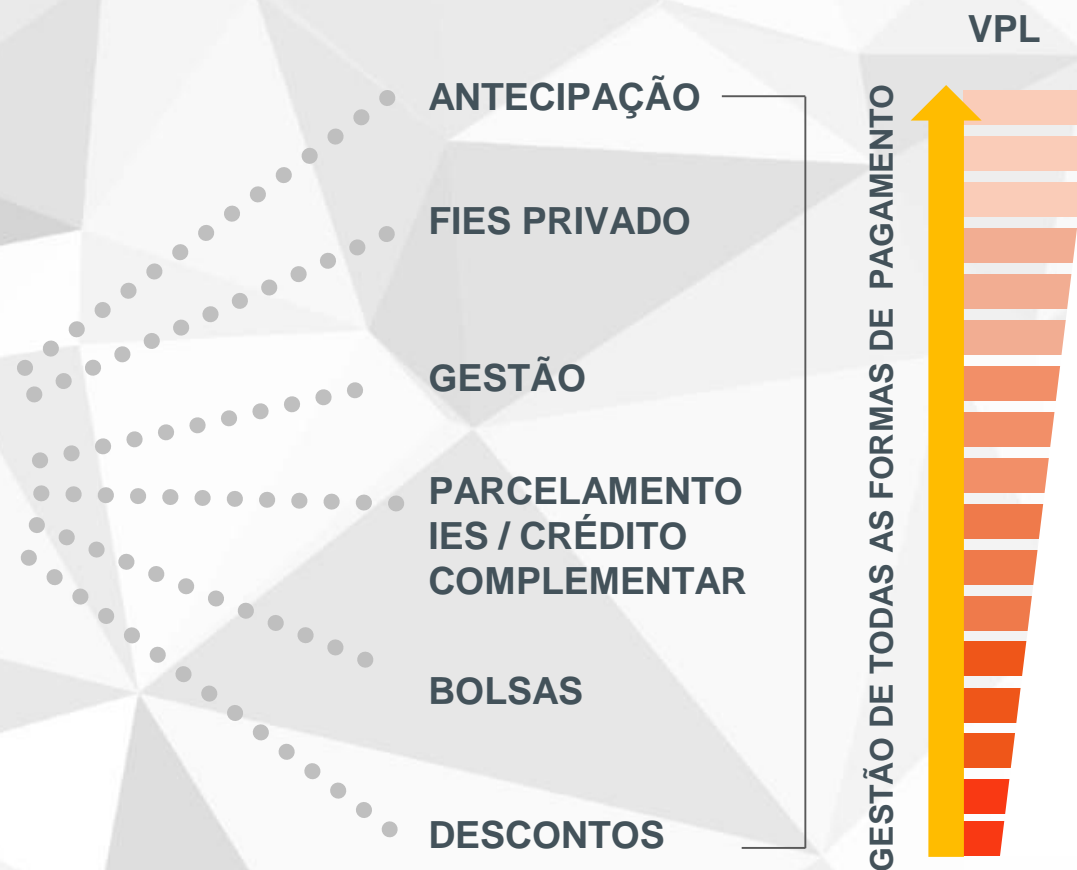 VPL
ANTECIPAÇÃO
FIES PRIVADO
GESTÃO
PARCELAMENTO
IES / CRÉDITO
COMPLEMENTAR
BOLSAS
DESCONTOS
GESTÃO DE TODAS AS FORMAS DE PAGAMENTO